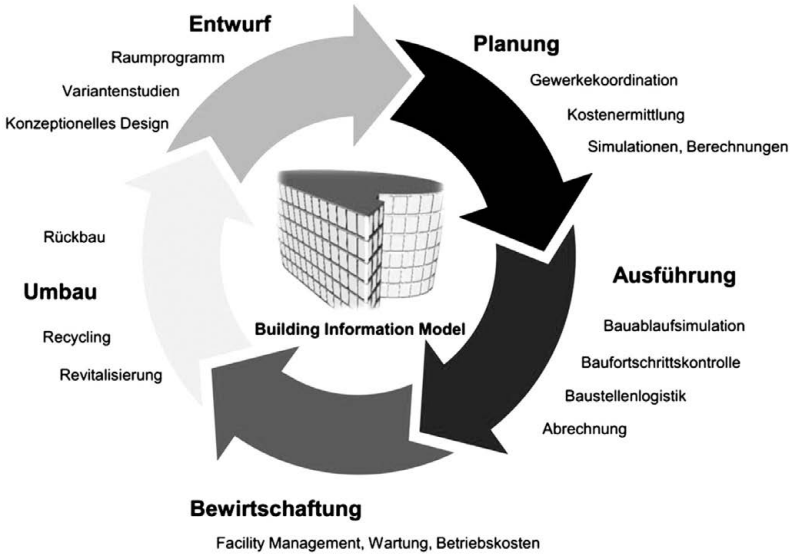 Entwurf
Raumprogramm
Variantenstudien
Konzeptionelles Design
Planung
Gewerkekoordination
Kostenermittlung
Simulationen, Berechnungen
Ausführung
Bauablaufsimulation
Baufortschrittskontrolle
Baustellenlogistik
Abrechnung
Bewirtschaftung
Facility Management, Wartung, Betriebskosten
Rückbau
Umbau
Recycling
Revitalisierung
Building Information Model